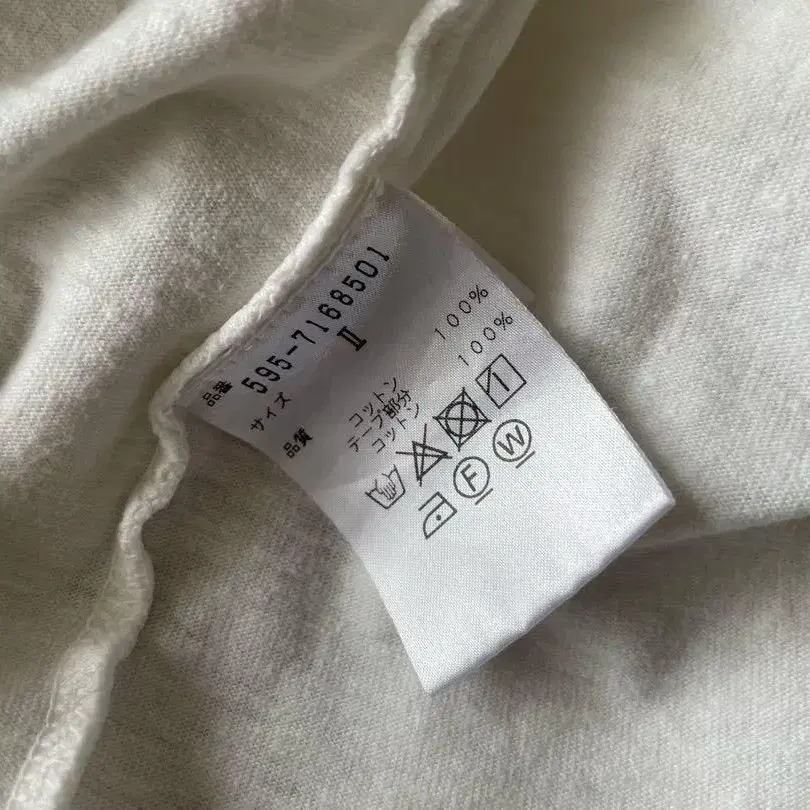 品番 595-7168501
サイズ Ⅱ
品質
コットン 100%
テープ部分
コットン 100%
F W